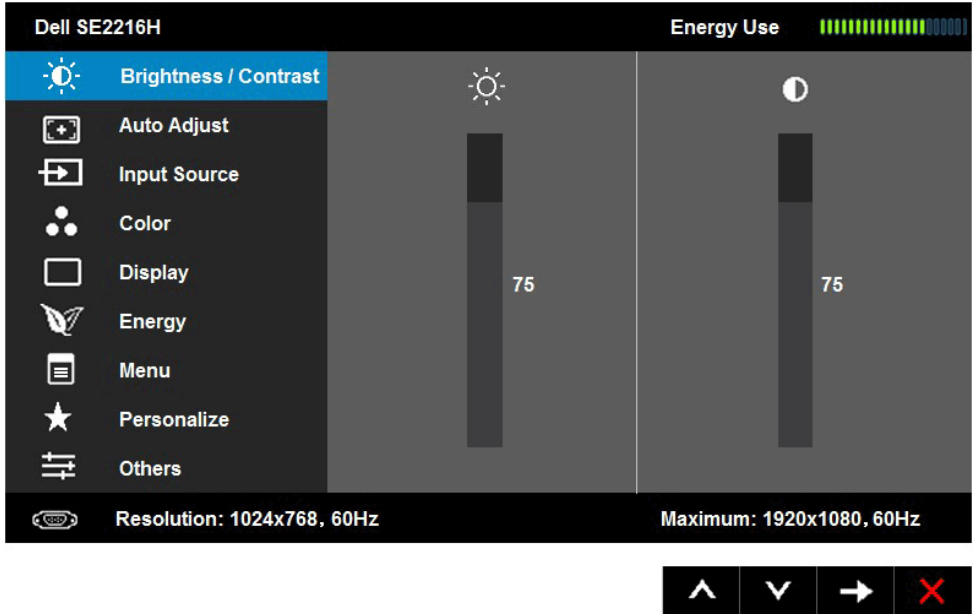 Dell SE2216H
Energy Use
Brightness / Contrast
Auto Adjust
Input Source
Color
Display
75
75
Energy
Menu
Personalize
Others
Resolution: 1024x768, 60Hz
Maximum: 1920x1080, 60Hz